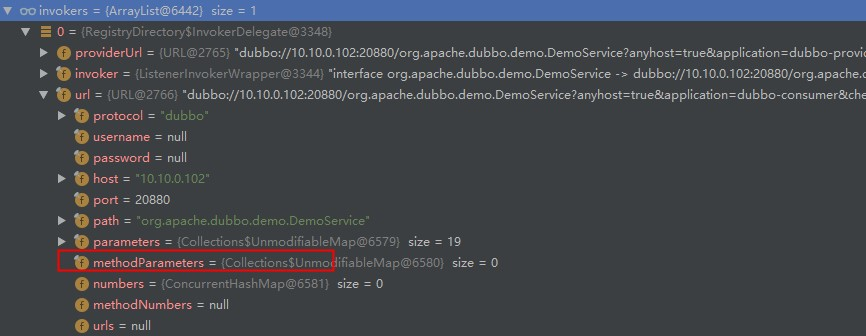 invokers = {ArrayList@6442} size = 1
0 = {RegistryDirectory$InvokerDelegate@3348}
f providerUrl = {URL@2765} "dubbo://10.10.0.102:20880/org.apache.dubbo.demo.DemoService?anyhost=true&application=dubbo-provid
f invoker = {ListenerInvokerWrapper@3344} "interface org.apache.dubbo.demo.DemoService -> dubbo://10.10.0.102:20880/org.apache.d
f url = {URL@2766} "dubbo://10.10.0.102:20880/org.apache.dubbo.demo.DemoService?anyhost=true&application=dubbo-consumer&che
f protocol = "dubbo"
f username = null
f password = null
f host = "10.10.0.102"
f port = 20880
f path = "org.apache.dubbo.demo.DemoService"
f parameters = {Collections$UnmodifiableMap@6579} size = 19
f methodParameters = {Collections$UnmodifiableMap@6580} size = 0
f numbers = {ConcurrentHashMap@6581} size = 0
f methodNumbers = null
f urls = null